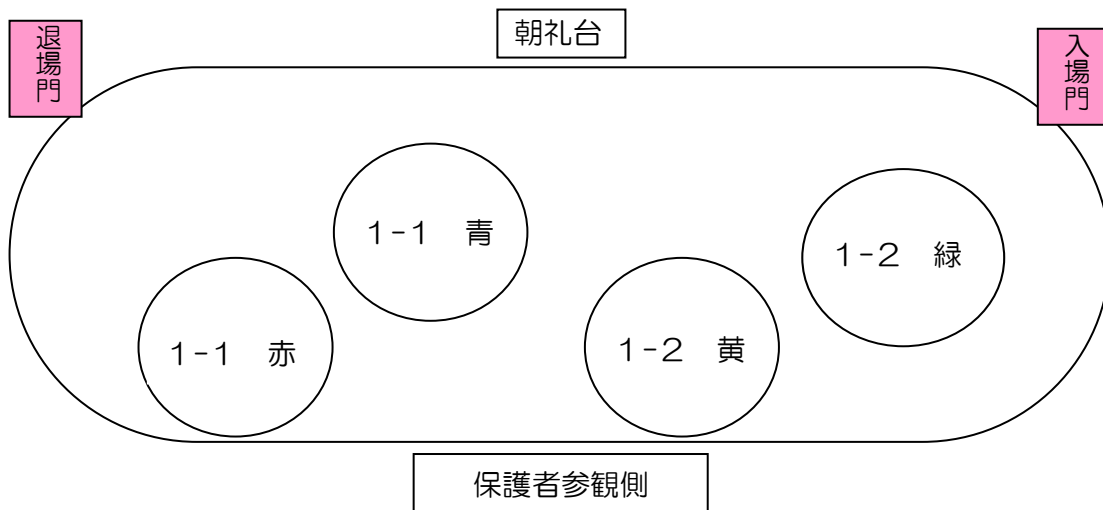 朝礼台
退場門
入場門
1-1　青
1-2　緑
1-1　赤
1-2　黄
保護者参観側